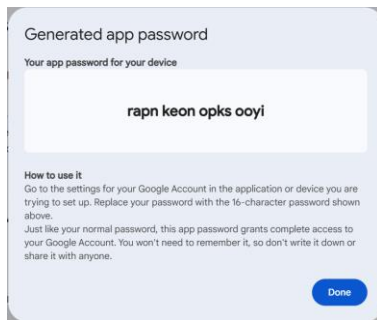 Generated app password
Your app password for your device
rapn keon opks ooyi
How to use it
Go to the settings for your Google Account in the application or device you are
trying to set up. Replace your password with the 16-character password shown
above.
Just like your normal password, this app password grants complete access to
your Google Account. You won't need to remember it, so don't write it down or
share it with anyone.
Done